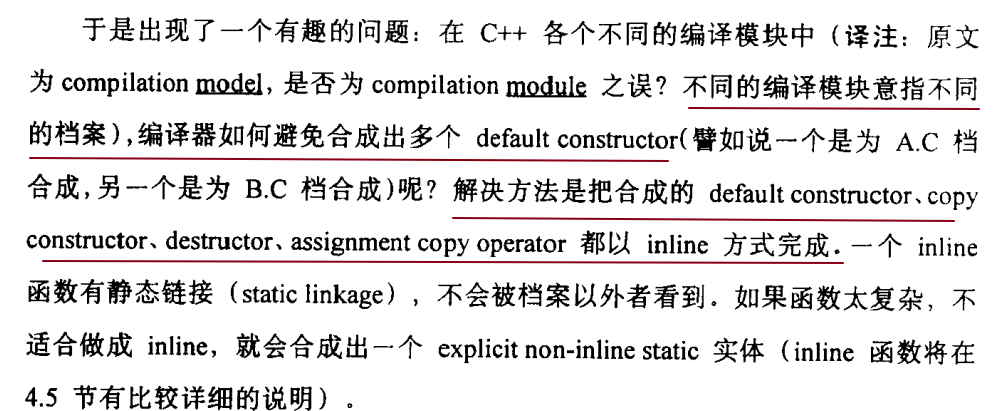 于是出现了一个有趣的问题：在 C++ 各个不同的编译模块中（译注：原文
为 compilation model, 是否为 compilation module 之误？不同的编译模块意指不同
的档案）,编译器如何避免合成出多个 default constructor(譬如说一个是为 A.C 档
合成,另一个是为 B.C 档合成)呢？解决方法是把合成的 default constructor、copy
constructor、destructor、assignment copy operator 都以 inline 方式完成．一个 inline
函数有静态链接（static linkage），不会被档案以外者看到．如果函数太复杂，不
适合做成 inline，就会合成出一个 explicit non-inline static 实体（inline 函数将在
4.5 节有比较详细的说明）。